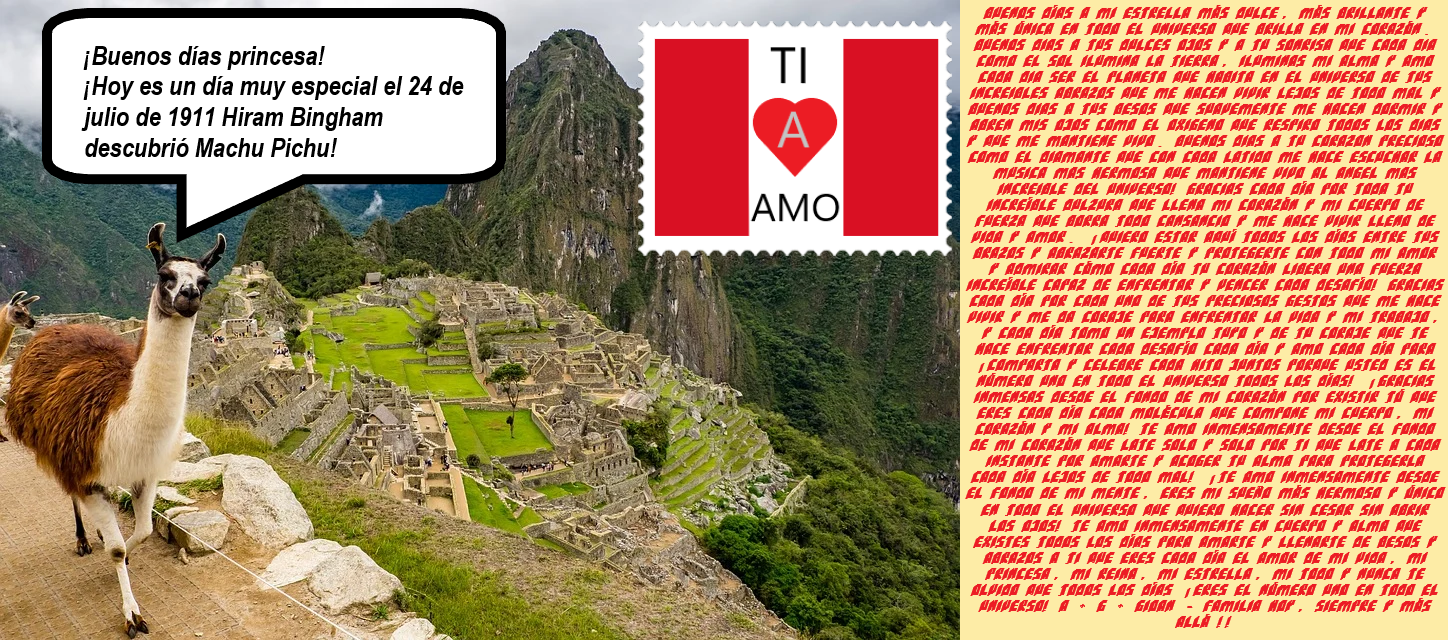 ¡Buenos días princesa!
¡Hoy es un día muy especial el 24 de
julio de 1911 Hiram Bingham
descubrió Machu Pichu!
TI
A
AMO
BUENOS DÍAS A MI ESTRELLA MÁS DULCE, MÁS BRILLANTE Y
MÁS ÚNICA EN TODO EL UNIVERSO QUE BRILLA EN MI CORAZÓN.
BUENOS DIAS A TUS DULCES OJOS Y A TU SONRISA QUE CADA DIA
COMO EL SOL ILUMINA LA TIERRA, ILUMINAS MI ALMA Y AMO
CADA DIA SER EL PLANETA QUE HABITA EN EL UNIVERSO DE TUS
INCREIBLES ABRAZOS QUE ME HACEN VIVIR LEJOS DE TODO MAL Y
BUENOS DIAS A TUS BESOS QUE SUAVEMENTE ME HACEN DORMIR Y
ABREN MIS OJOS COMO EL OXIGENO QUE RESPIRO TODOS LOS DIAS
Y QUE ME MANTIENE VIVO. BUENOS DIAS A TU CORAZON PRECIOSO
COMO EL DIAMANTE QUE CON CADA LATIDO ME HACE ESCUCHAR LA
MUSICA MAS HERMOSA QUE MANTIENE VIVO AL ANGEL MAS
INCREIBLE DEL UNIVERSO! GRACIAS CADA DÍA POR TODA TU
INCREÍBLE DULZURA QUE LLENA MI CORAZÓN Y MI CUERPO DE
FUERZA QUE BORRA TODO CANSANCIO Y ME HACE VIVIR LLENO DE
VIDA Y AMOR. ¡QUIERO ESTAR AQUÍ TODOS LOS DÍAS ENTRE TUS
BRAZOS Y ABRAZARTE FUERTE Y PROTEGERTE CON TODO MI AMOR
Y ADMIRAR CÓMO CADA DÍA TU CORAZÓN LIBERA UNA FUERZA
INCREÍBLE CAPAZ DE ENFRENTAR Y VENCER CADA DESAFÍO! GRACIAS
CADA DÍA POR CADA UNO DE TUS PRECIOSOS GESTOS QUE ME HACE
VIVIR Y ME DA CORAJE PARA ENFRENTAR LA VIDA Y MI TRABAJO,
Y CADA DÍA TOMO UN EJEMPLO TUYO Y DE TU CORAJE QUE TE
HACE ENFRENTAR CADA DESAFÍO CADA DÍA Y AMO CADA DÍA PARA
¡COMPARTA Y CELEBRE CADA HITO JUNTOS PORQUE USTED ES EL
NÚMERO UNO EN TODO EL UNIVERSO TODOS LOS DÍAS! ¡GRACIAS
INMENSAS DESDE EL FONDO DE MI CORAZÓN POR EXISTIR TÚ QUE
ERES CADA DÍA CADA MOLÉCULA QUE COMPONE MI CUERPO, MI
CORAZÓN Y MI ALMA! TE AMO INMENSAMENTE DESDE EL FONDO
DE MI CORAZÓN QUE LATE SOLO Y SOLO POR TI QUE LATE A CADA
INSTANTE POR AMARTE Y ACOGER TU ALMA PARA PROTEGERLA
CADA DÍA LEJOS DE TODO MAL! ¡TE AMO INMENSAMENTE DESDE
EL FONDO DE MI MENTE, ERES MI SUEÑO MÁS HERMOSO Y ÚNICO
EN TODO EL UNIVERSO QUE QUIERO HACER SIN CESAR SIN ABRIR
LOS OJOS! TE AMO INMENSAMENTE EN CUERPO Y ALMA QUE
EXISTES TODOS LOS DÍAS PARA AMARTE Y LLENARTE DE BESOS Y
ABRAZOS A TI QUE ERES CADA DÍA EL AMOR DE MI VIDA, MI
PRINCESA, MI REINA, MI ESTRELLA, MI TODO Y NUNCA TE
OLVIDO QUE TODOS LOS DÍAS ¡ERES EL NÚMERO UNO EN TODO EL
UNIVERSO! A + G + GIOAN = FAMILIA HOP, SIEMPRE Y MÁS
ALLÁ !!